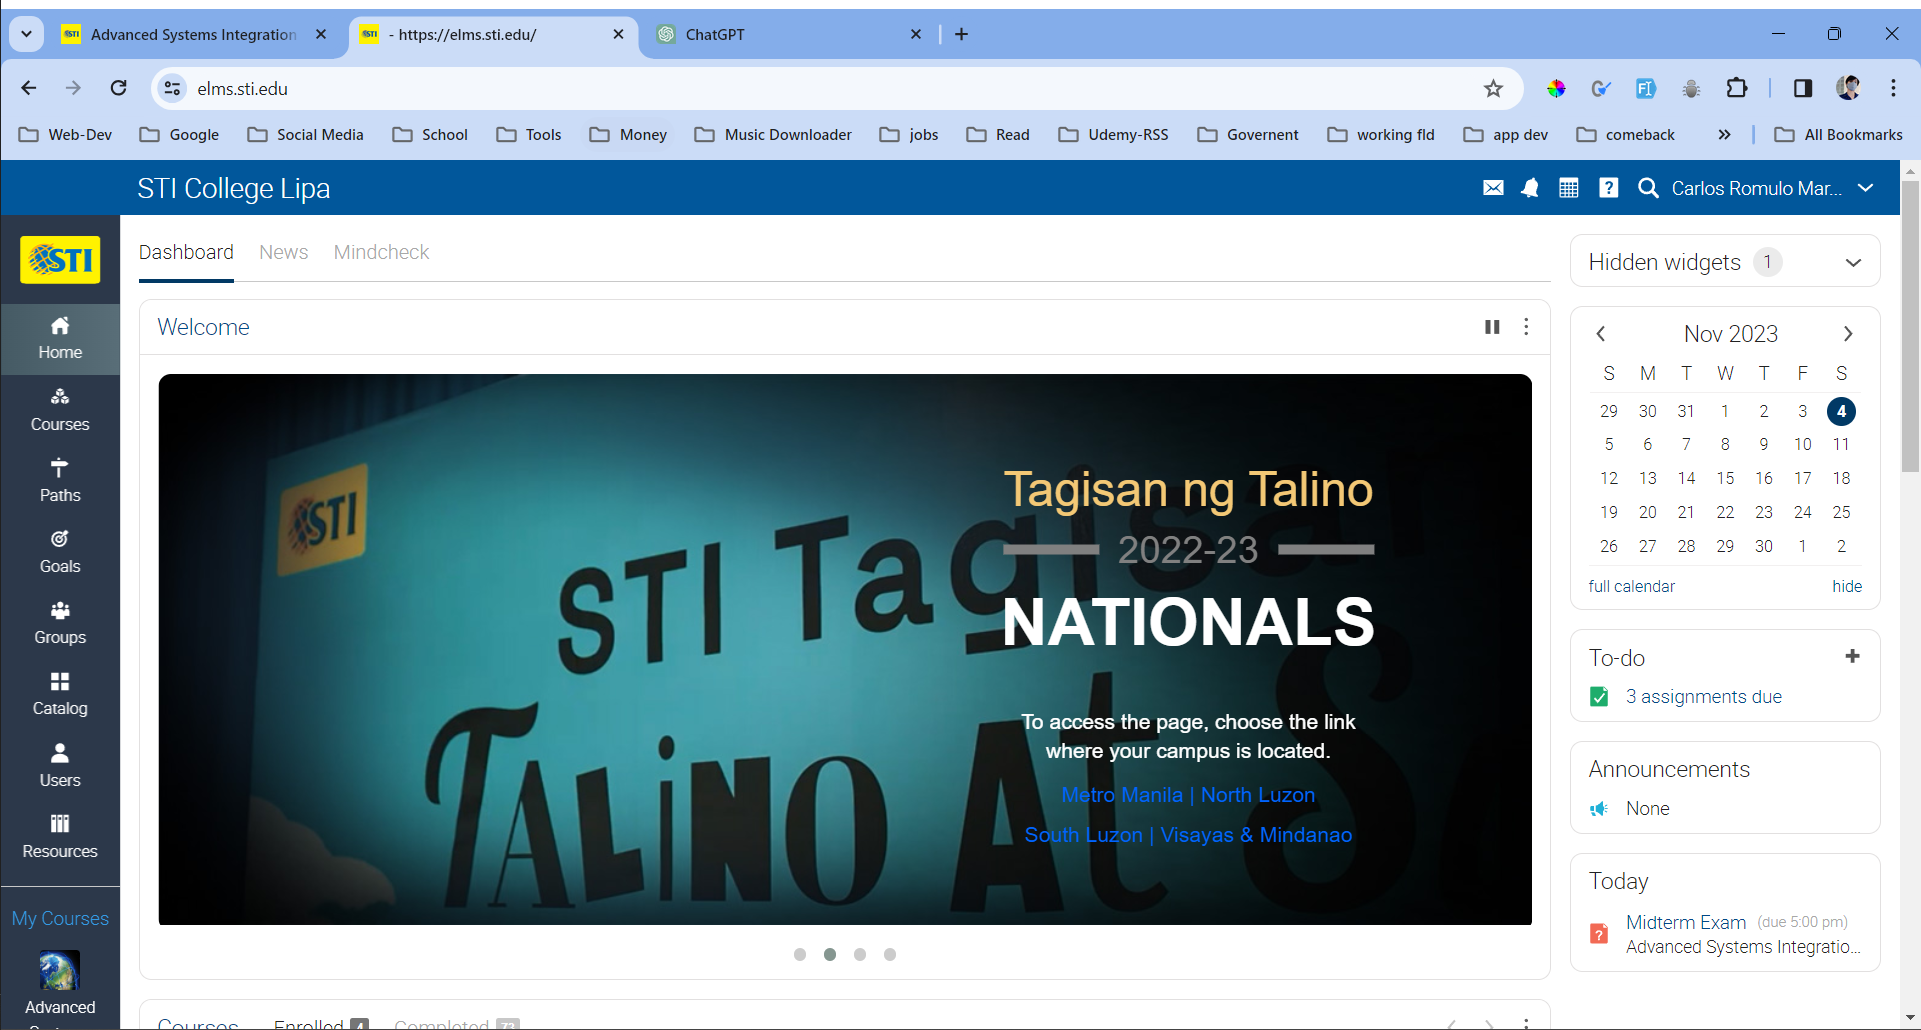 STI Advanced Systems Integration
STI - https://elms.sti.edu/
ChatGPT
elms.sti.edu
Web-Dev
Google
Social Media
School
Tools
Money
Music Downloader
jobs
Read
Udemy-RSS
Governent
working fld
app dev
comeback
All Bookmarks
STI College Lipa
Carlos Romulo Mar...
STI
Home
Courses
Paths
Goals
Groups
Catalog
Users
Resources
My Courses
Advanced
Dashboard News Mindcheck
Welcome
STI
STI Tagisan
TALiNO At S
Tagisan ng Talino
2022-23
NATIONALS
To access the page, choose the link
where your campus is located.
Metro Manila | North Luzon
South Luzon | Visayas & Mindanao
Courses Enrolled 4 Completed 73
Hidden widgets 1
Nov 2023
S M T W T F S
29 30 31 1 2 3 4
5 6 7 8 9 10 11
12 13 14 15 16 17 18
19 20 21 22 23 24 25
26 27 28 29 30 1 2
full calendar hide
To-do
3 assignments due
Announcements
None
Today
Midterm Exam (due 5:00 pm)
Advanced Systems Integratio...